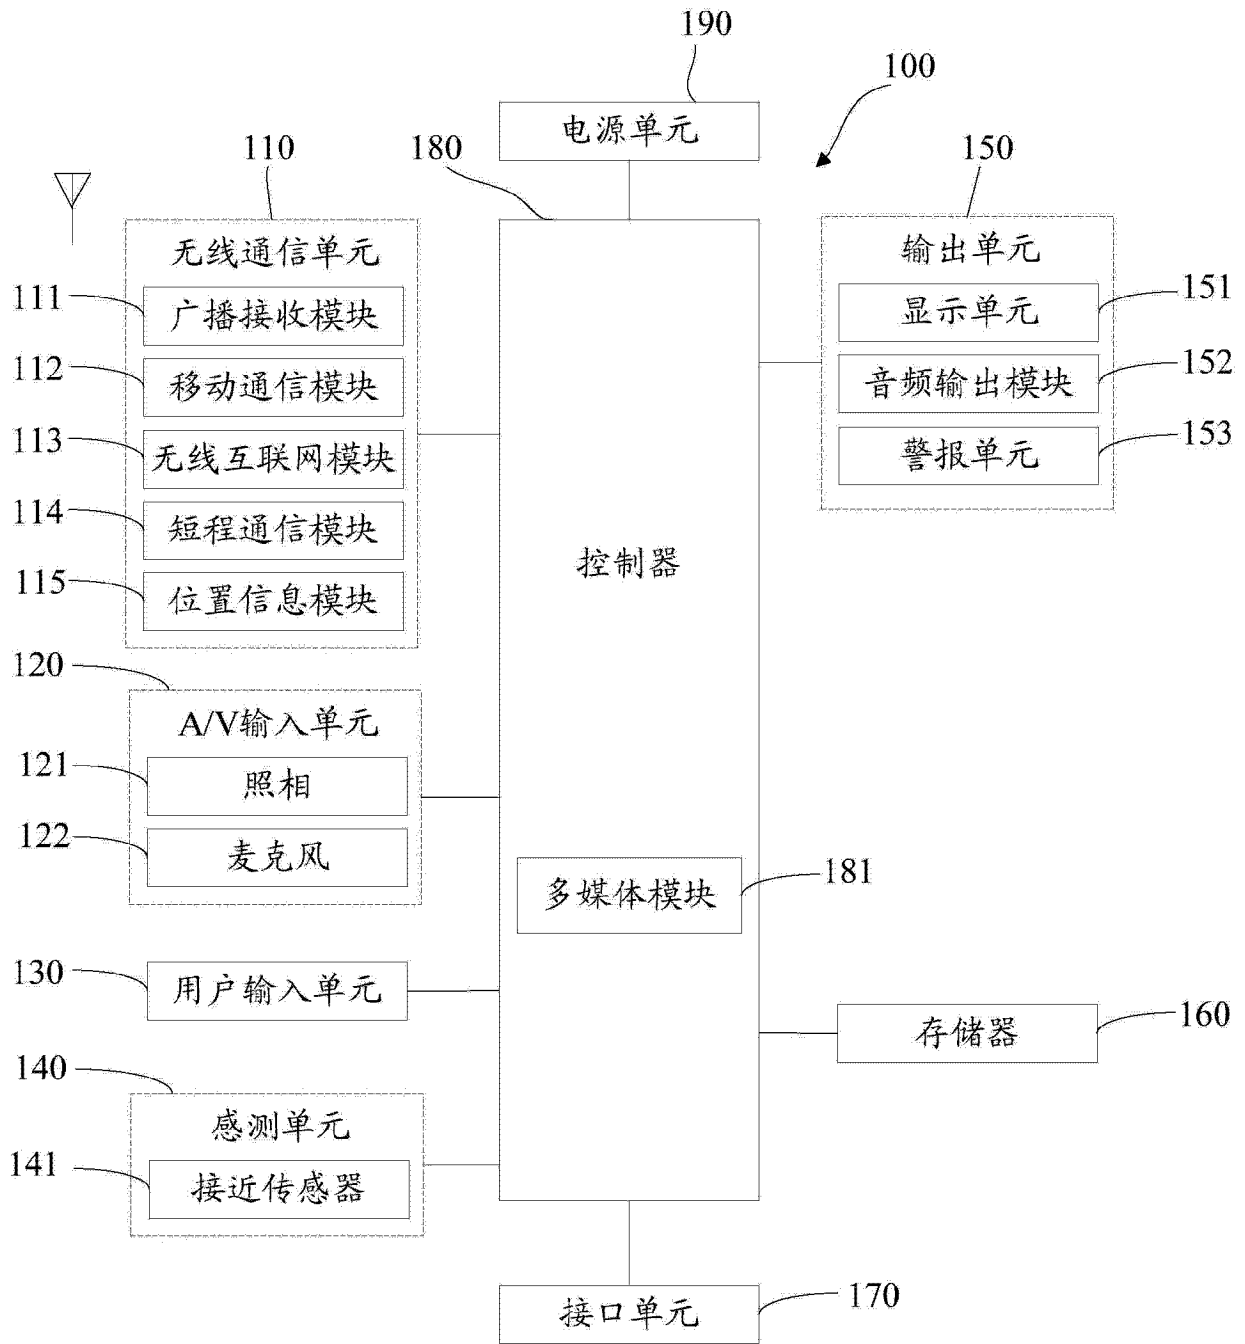 190
100
电源单元
110
180
150
无线通信单元
111
广播接收模块
112
移动通信模块
113
无线互联网模块
114
短程通信模块
115
位置信息模块
输出单元
显示单元
151
音频输出模块
152
警报单元
153
控制器
120
A/V输入单元
121
照相
122
麦克风
多媒体模块
181
130
用户输入单元
存储器
160
140
感测单元
141
接近传感器
接口单元
170